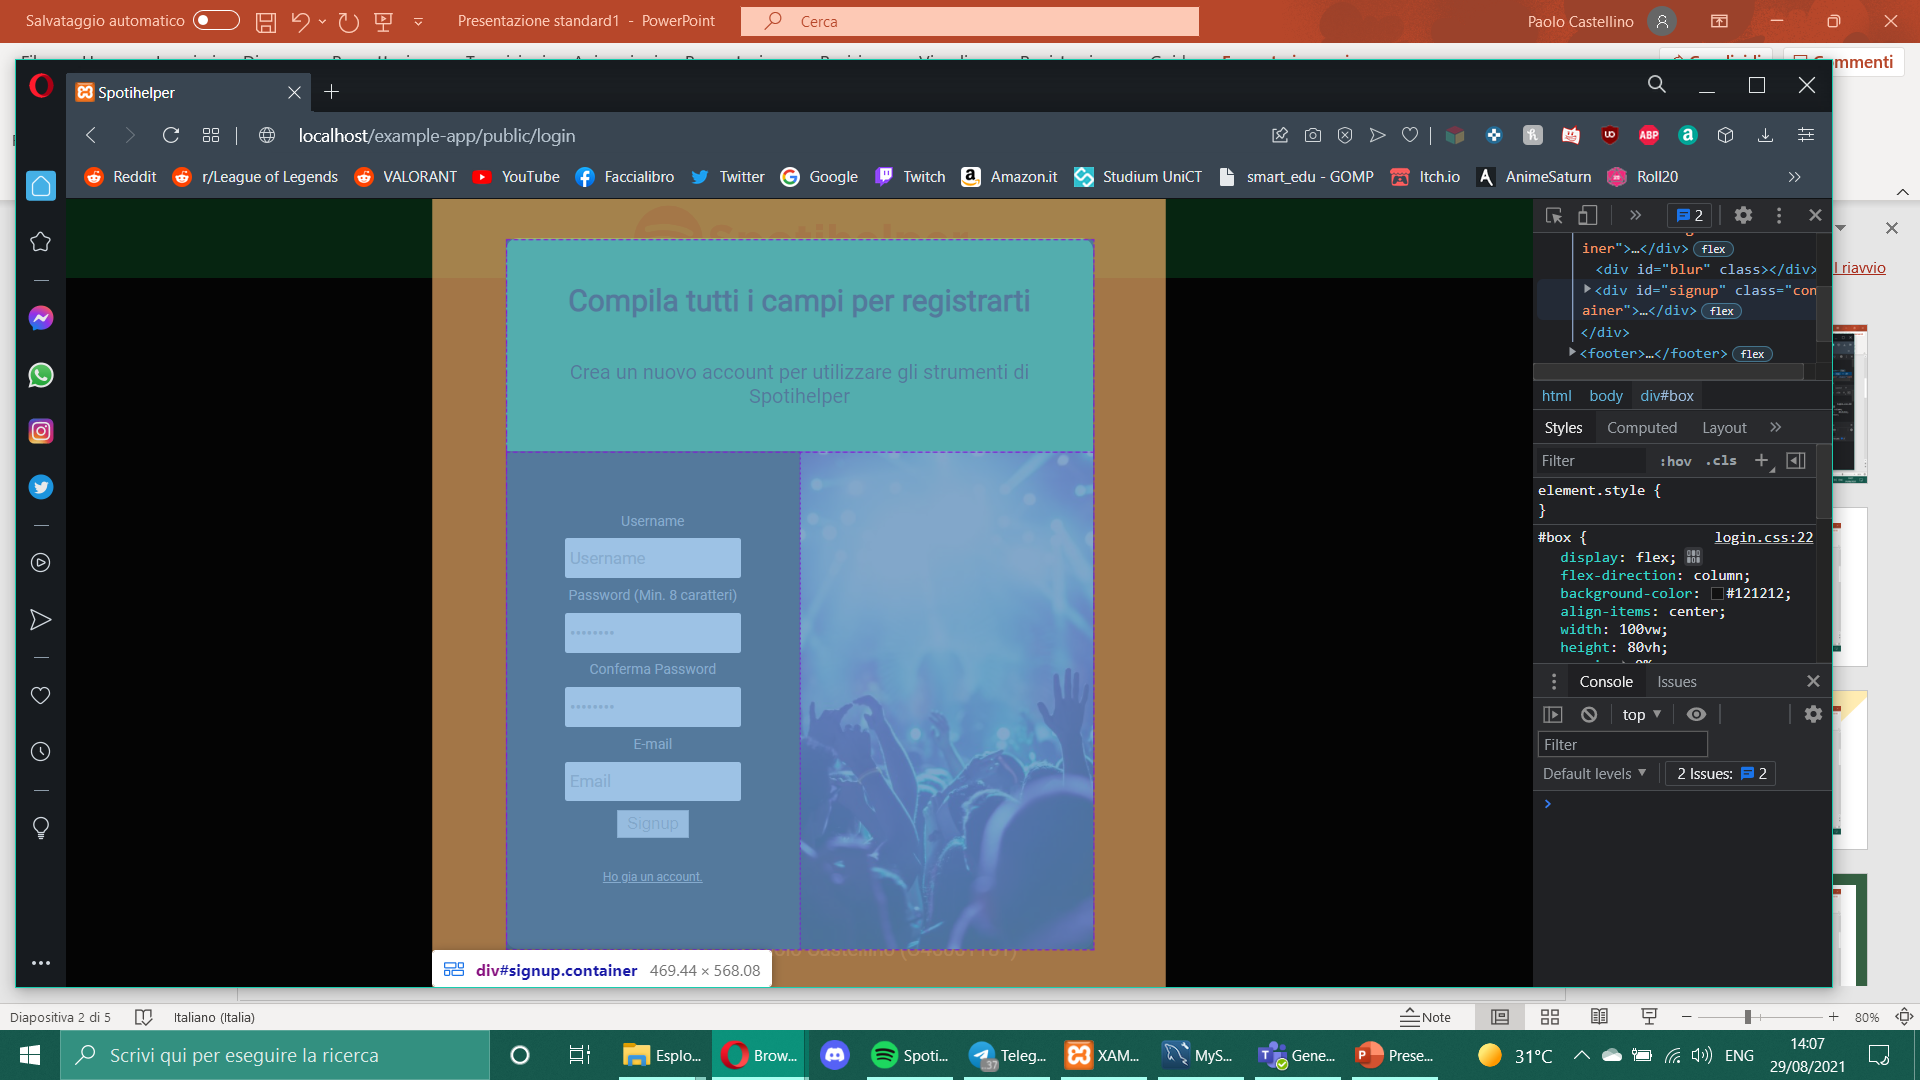 Salvataggio automatico
Presentazione standard1 - PowerPoint
Cerca
Paolo Castellino
Commenti
Spotihelper
localhost/example-app/public/login
Reddit
r/League of Legends
VALORANT
YouTube
Faccialibro
Twitter
Google
Twitch
Amazon.it
Studium UniCT
smart_edu - GOMP
Itch.io
AnimeSaturn
Roll20
Spotihelper
Compila tutti i campi per registrarti
Crea un nuovo account per utilizzare gli strumenti di
Spotihelper
Username
Username
Password (Min. 8 caratteri)
Conferma Password
E-mail
Email
Signup
Ho gia un account.
div#signup.container 469.44 × 568.08
2
iner">…</div> flex
<div id="blur" class></div>
<div id="signup" class="con
ainer">…</div> flex
</div>
<footer>…</footer> flex
html body div#box
Styles Computed Layout
Filter :hov .cls
element.style {
}
#box { login.css:22
display: flex;
flex-direction: column;
background-color: #121212;
align-items: center;
width: 100vw;
height: 80vh;
Console Issues
top
Filter
Default levels 2 Issues: 2
l riavvio
Diapositiva 2 di 5
Italiano (Italia)
Note
80%
Scrivi qui per eseguire la ricerca
Esplo...
Brow...
Spoti...
Teleg...
37
XAM...
MyS...
Gene...
Prese...
31°C
ENG
14:07
29/08/2021